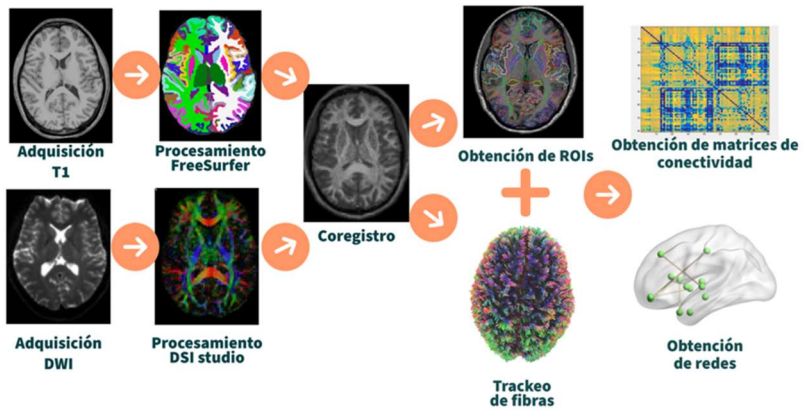 Adquisición
T1
Procesamiento
FreeSurfer
Adquisición
DWI
Procesamiento
DSI studio
Coregistro
Obtención de ROIs
Trackeo
de fibras
Obtención de matrices de
conectividad
Obtención
de redes